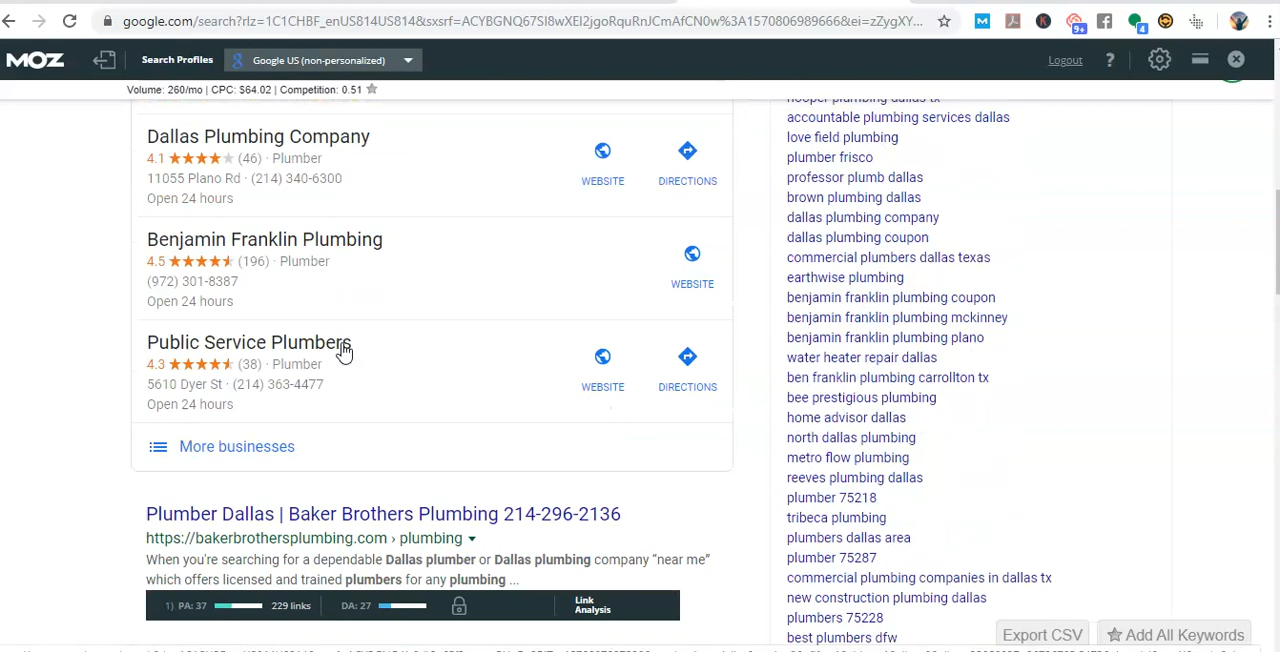 google.com/search?rlz=1C1CHBF_enUS814US814&sxsrf=ACYBGNQ67SI8wXEI2jgoRquRnJCmAfCN0w%3A1570806989666&ei=zZygXY...
9+
4
MOZ
Search Profiles
Google US (non-personalized)
Logout
?
Volume: 260/mo | CPC: $64.02 | Competition: 0.51
Dallas Plumbing Company
4.1 ★★★★★ (46) · Plumber
11055 Plano Rd · (214) 340-6300
Open 24 hours
WEBSITE
DIRECTIONS
Benjamin Franklin Plumbing
4.5 ★★★★★ (196) · Plumber
(972) 301-8387
Open 24 hours
WEBSITE
Public Service Plumbers
4.3 ★★★★★ (38) · Plumber
5610 Dyer St · (214) 363-4477
Open 24 hours
WEBSITE
DIRECTIONS
More businesses
Plumber Dallas | Baker Brothers Plumbing 214-296-2136
https://bakerbrothersplumbing.com › plumbing
When you're searching for a dependable Dallas plumber or Dallas plumbing company “near me”
which offers licensed and trained plumbers for any plumbing ...
1) PA: 37
229 links
DA: 27
Link
Analysis
hooper plumbing dallas tx
accountable plumbing services dallas
love field plumbing
plumber frisco
professor plumb dallas
brown plumbing dallas
dallas plumbing company
dallas plumbing coupon
commercial plumbers dallas texas
earthwise plumbing
benjamin franklin plumbing coupon
benjamin franklin plumbing mckinney
benjamin franklin plumbing plano
water heater repair dallas
ben franklin plumbing carrollton tx
bee prestigious plumbing
home advisor dallas
north dallas plumbing
metro flow plumbing
reeves plumbing dallas
plumber 75218
tribeca plumbing
plumbers dallas area
plumber 75287
commercial plumbing companies in dallas tx
new construction plumbing dallas
plumbers 75228
best plumbers dfw
Export CSV
Add All Keywords